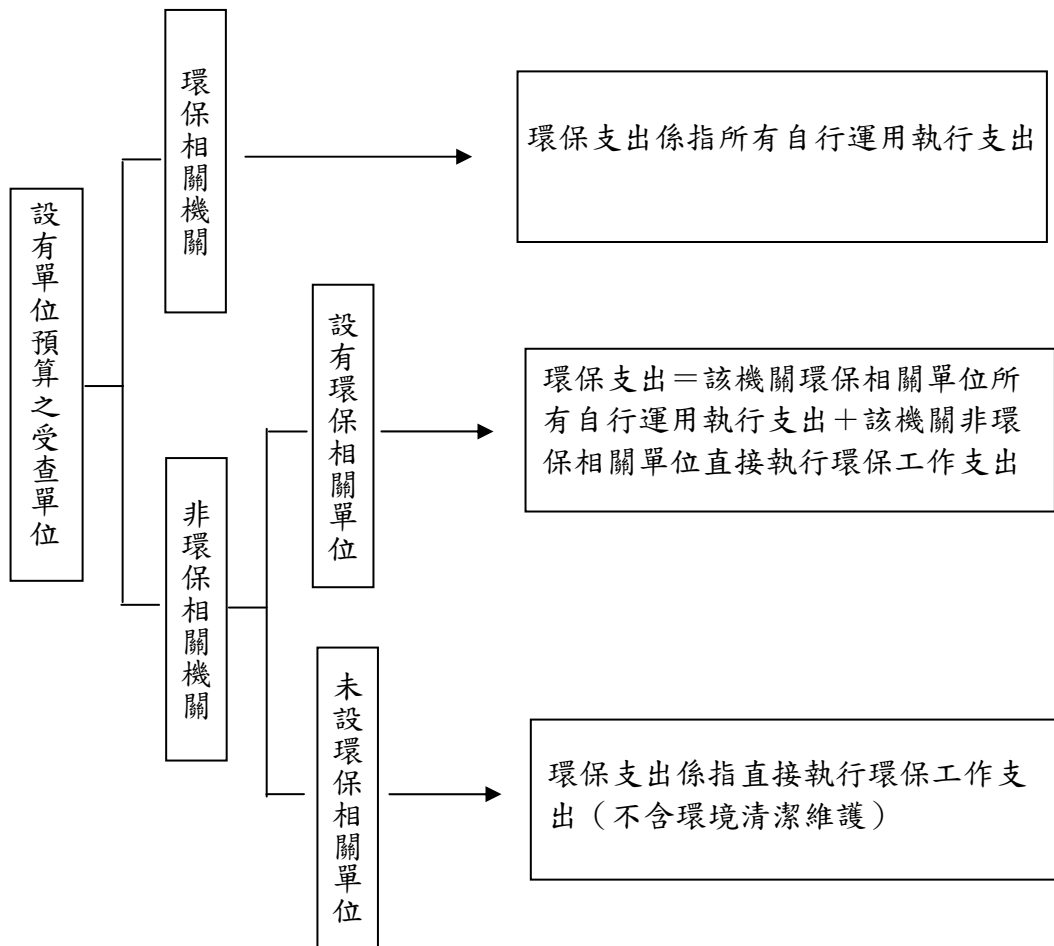 設有單位預算之受查單位
環保相關機關
環保支出係指所有自行運用執行支出
非環保相關機關
設有環保相關單位
環保支出＝該機關環保相關單位所
有自行運用執行支出＋該機關非環
保相關單位直接執行環保工作支出
未設環保相關單位
環保支出係指直接執行環保工作支
出（不含環境清潔維護）